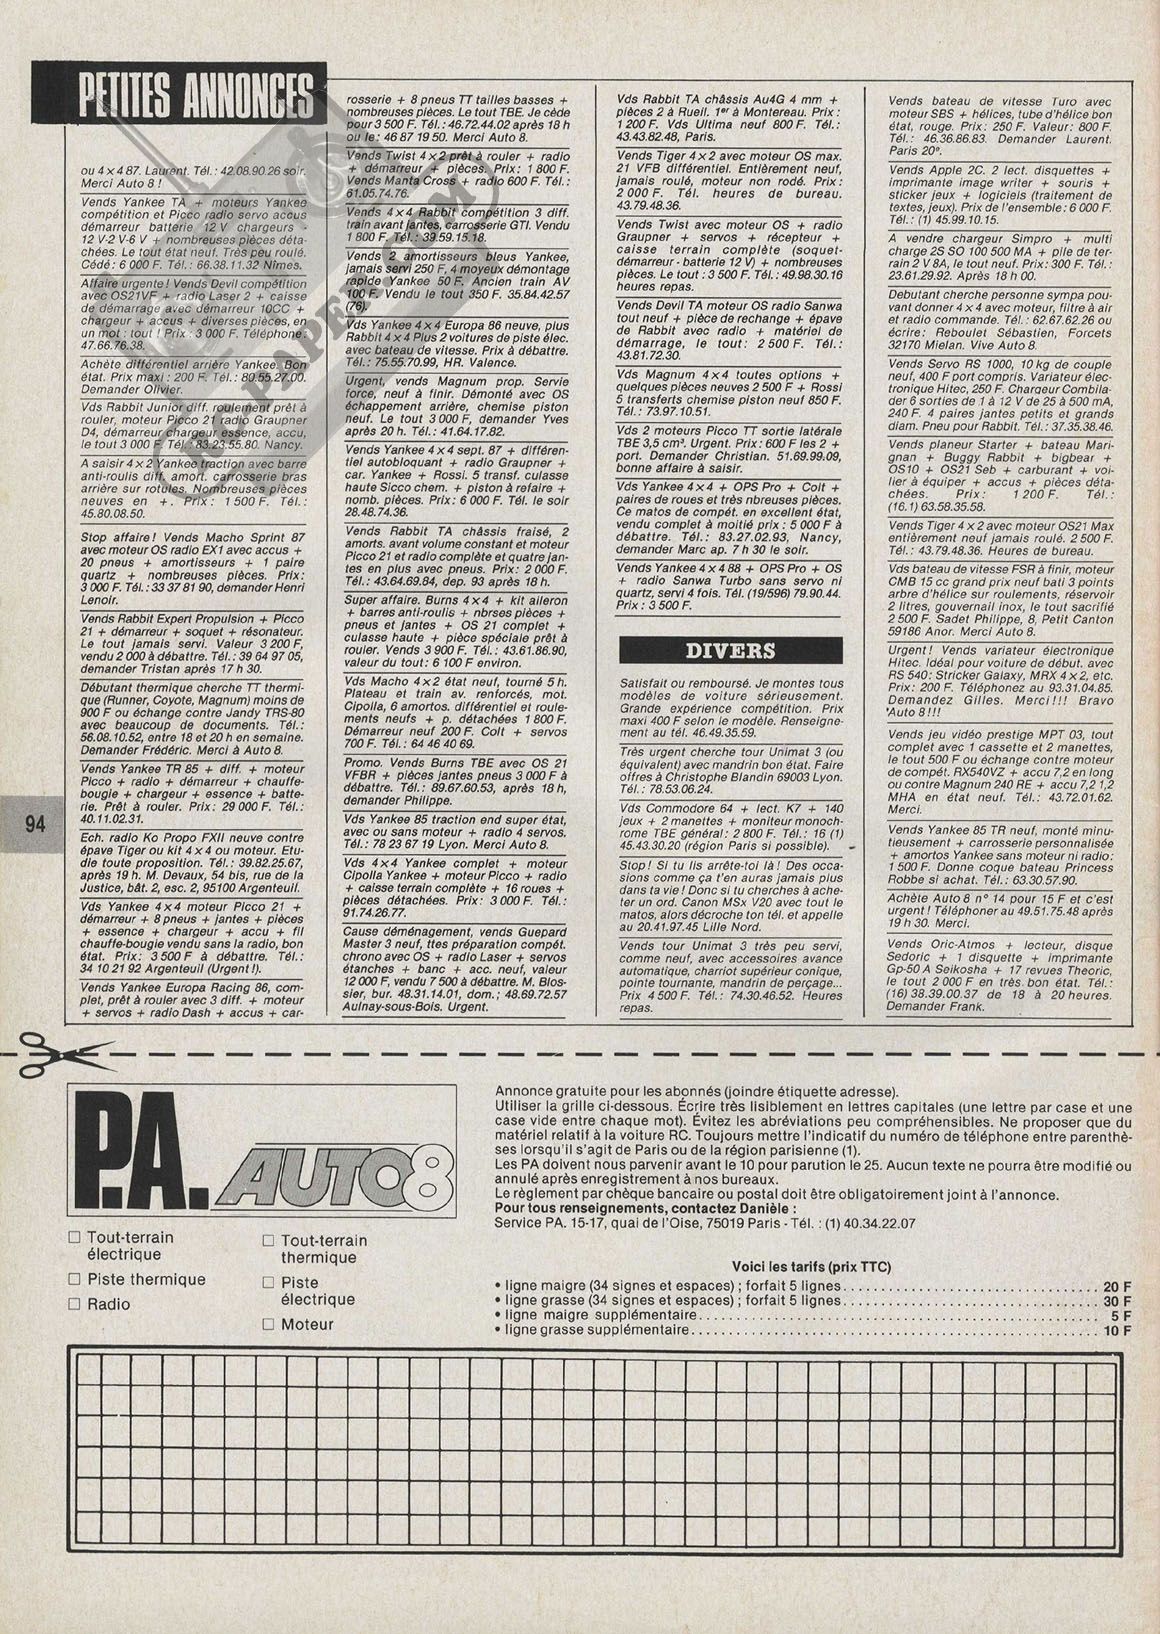 PETITES ANNONCES
ou 4 x 4 87. Laurent. Tél. : 42.08.90.26 soir.
Merci Auto 8 !
Vends Yankee TA + moteurs Yankee
compétition et Picco radio servo accus
démarreur batterie 12 V chargeurs
12 V-2 V-6 V + nombreuses pièces déta-
chées. Le tout état neuf. Très peu roulé.
Cédé : 6 000 F. Tél. : 66.38.11.32 Nîmes.
Affaire urgente ! Vends Devil compétition
avec OS21VF + radio Laser 2 + caisse
de démarrage avec démarreur 10CC +
chargeur + accus + diverses pièces, en
un mot : tout ! Prix : 3 000 F. Téléphone :
47.66.76.38.
Achète différentiel arrière Yankee. Bon
état. Prix maxi : 200 F. Tél. : 80.55.27.00.
Demander Olivier.
Vds Rabbit Junior diff. roulement prêt à
rouler, moteur Picco 21 radio Graupner
D4, démarreur chargeur essence, accu,
le tout 3 000 F. Tél. : 83.23.55.80. Nancy.
A saisir 4 x 2 Yankee traction avec barre
anti-roulis diff. amort. carosserie bras
arrière sur rotules. Nombreuses pièces
neuves en +. Prix : 1 500 F. Tél. :
45.80.08.50.
Stop affaire ! Vends Macho Sprint 87
avec moteur OS radio EX1 avec accus +
20 pneus + amortisseurs + 1 paire
quartz + nombreuses pièces. Prix :
3 000 F. Tél. : 33 37 81 90, demander Henri
Lenoir.
Vends Rabbit Expert Propulsion + Picco
21 + démarreur + soquet + résonateur.
Le tout jamais servi. Valeur 3 200 F,
vendu 2 000 à débattre. Tél. : 39 64 97 05,
demander Tristan après 17 h 30.
Débutant thermique cherche TT thermi-
que (Runner, Coyote, Magnum) moins de
900 F ou échange contre Jandy TRS-80
avec beaucoup de documents. Tél. :
56.08.10.52, entre 18 et 20 h en semaine.
Demander Frédéric. Merci à Auto 8.
Vends Yankee TR 85 + diff. + moteur
Picco + radio + démarreur + chauffe-
bougie + chargeur + essence + batte-
rie. Prêt à rouler. Prix : 29 000 F. Tél. :
40.11.02.31.
Ech. radio Ko Propo FXII neuve contre
épave Tiger ou kit 4 x 4 ou moteur. Etu-
die toute proposition. Tél. : 39.82.25.67,
après 19 h. M. Devaux, 54 bis, rue de la
Justice, bât. 2, esc. 2, 95100 Argenteuil.
Vds Yankee 4 x 4 moteur Picco 21 +
démarreur + 8 pneus + jantes + pièces
+ essence + chargeur + accu + fil
chauffe-bougie vendu sans la radio, bon
état. Prix : 3 500 F à débattre. Tél. :
34 10 21 92 Argenteuil (Urgent !).
Vends Yankee Europa Racing 86, com-
plet, prêt à rouler avec 3 diff. + moteur
+ servos + radio Dash + accus + car-
rosserie + 8 pneus TT tailles basses +
nombreuses pièces. Le tout TBE. Je cède
pour 3 500 F. Tél. : 46.72.44.02 après 18 h
ou le : 46 87 19 50. Merci Auto 8.
Vends Twist 4 x 2 prêt à rouler + radio
+ démarreur + pièces Prix : 1 800 F.
Vends Manta Cross + radio 600 F. Tél. :
61.05.74.76.
Vends 4 x 4 Rabbit compétition 3 diff.
train avant jantes, carrosserie GTI. Vendu
1 800 F. Tél. : 39.59.15.18.
Vends 2 amortisseurs bleus Yankee,
jamais servi 250 F, 4 moyeux démontage
rapide Yankee 50 F. Ancien train AV
100 F. Vendu le tout 350 F. 35.84.42.57
(76).
Vds Yankee 4 x 4 Europa 86 neuve, plus
Rabbit 4 x 4 Plus 2 voitures de piste élec.
avec bateau de vitesse. Prix à débattre.
Tél. : 75.55.70.99, HR. Valence.
Urgent, vends Magnum prop. Servie
force, neuf à finir. Démonté avec OS
échappement arrière, chemise piston
neuf. Le tout 3 000 F, demander Yves
après 20 h. Tél. : 41.64.17.82.
Vends Yankee 4 x 4 sept. 87 + différen-
tiel autobloquant + radio Graupner +
car. Yankee + Rossi. 5 transf. culasse
haute Sicco chem. + piston à refaire +
nomb. pièces. Prix : 6 000 F. Tél. le soir
28.48.74.36.
Vends Rabbit TA châssis fraisé, 2
amorts. avant volume constant et moteur
Picco 21 et radio complète et quatre jan-
tes en plus avec pneus. Prix : 2 000 F.
Tél. : 43.64.69.84, dep. 93 après 18 h.
Super affaire. Burns 4 x 4 + kit aileron
+ barres anti-roulis + nbrses pièces +
pneus et jantes + OS 21 complet +
culasse haute + pièce spéciale prêt à
rouler. Vends 3 900 F. Tél. : 43.61.86.90,
valeur du tout : 6 100 F environ.
Vds Macho 4 x 2 état neuf, tourné 5 h.
Plateau et train av. renforcés, mot.
Cipolla, 6 amortos. différentiel et roule-
ments neufs + p. détachées 1 800 F.
Démarreur neuf 200 F. Colt + servos
700 F. Tél. : 64 46 40 69.
Promo. Vends Burns TBE avec OS 21
VFBR + pièces jantes pneus 3 000 F à
débattre. Tél. : 89.67.60.53, après 18 h,
demander Philippe.
Vds Yankee 85 traction end super état,
avec ou sans moteur + radio 4 servos.
Tél. : 78 23 67 19 Lyon. Merci Auto 8.
Vds 4 x 4 Yankee complet + moteur
Cipolla Yankee + moteur Picco + radio
+ caisse terrain complète + 16 roues +
pièces détachées. Prix : 3 000 F. Tél. :
91.74.26.77.
Cause déménagement, vends Guepard
Master 3 neuf, ttes préparation compét.
chrono avec OS + radio Laser + servos
étanches + banc + acc. neuf, valeur
12 000 F, vendu 7 500 à débattre. M. Blos-
sier, bur. 48.31.14.01, dom. ; 48.69.72.57
Aulnay-sous-Bois. Urgent.
Vds Rabbit TA châssis Au4G 4 mm +
pièces 2 à Rueil. 1er à Montereau. Prix :
1 200 F. Vds Ultima neuf 800 F. Tél. :
43.43.82.48, Paris.
Vends Tiger 4 x 2 avec moteur OS max.
21 VFB différentiel. Entièrement neuf,
jamais roulé, moteur non rodé. Prix :
2 000 F. Tél. heures de bureau.
43.79.48.36.
Vends Twist avec moteur OS + radio
Graupner + servos + récepteur +
caisse terrain complète (soquet-
démarreur - batterie 12 V) + nombreuses
pièces. Le tout : 3 500 F. Tél. : 49.98.30.16
heures repas.
Vends Devil TA moteur OS radio Sanwa
tout neuf + pièce de rechange + épave
de Rabbit avec radio + matériel de
démarrage, le tout : 2 500 F. Tél. :
43.81.72.30.
Vds Magnum 4 x 4 toutes options +
quelques pièces neuves 2 500 F + Rossi
5 transferts chemise piston neuf 850 F.
Tél. : 73.97.10.51.
Vds 2 moteurs Picco TT sortie latérale
TBE 3,5 cm³. Urgent. Prix : 600 F les 2 +
port. Demander Christian. 51.69.99.09,
bonne affaire à saisir.
Vds Yankee 4 x 4 + OPS Pro + Colt +
paires de roues et très nbreuses pièces.
Ce matos de compét. en excellent état,
vendu complet à moitié prix : 5 000 F à
débattre. Tél. : 83.27.02.93, Nancy,
demander Marc ap. 7 h 30 le soir.
Vends Yankee 4 x 4 88 + OPS Pro + OS
+ radio Sanwa Turbo sans servo ni
quartz, servi 4 fois. Tél. (19/596) 79.90.44.
Prix : 3 500 F.
DIVERS
Satisfait ou remboursé. Je montes tous
modèles de voiture sérieusement.
Grande expérience compétition. Prix
maxi 400 F selon le modèle. Renseigne-
ment au tél. 46.49.35.59.
Très urgent cherche tour Unimat 3 (ou
équivalent) avec mandrin bon état. Faire
offres à Christophe Blandin 69003 Lyon.
Tél. : 78.53.06.24.
Vds Commodore 64 + lect. K7 + 140
jeux + 2 manettes + moniteur monoch-
rome TBE général : 2 800 F. Tél. : 16 (1)
45.43.30.20 (région Paris si possible).
Stop ! Si tu lis arrête-toi là ! Des occa-
sions comme ça t'en auras jamais plus
dans ta vie ! Donc si tu cherches à ache-
ter un ord. Canon MSx V20 avec tout le
matos, alors décroche ton tél. et appelle
au 20.41.97.45 Lille Nord.
Vends tour Unimat 3 très peu servi,
comme neuf, avec accessoires avance
automatique, charriot supérieur conique,
pointe tournante, mandrin de perçage...
Prix 4 500 F. Tél. : 74.30.46.52. Heures
repas.
Vends bateau de vitesse Turo avec
moteur SBS + hélices, tube d'hélice bon
état, rouge. Prix : 250 F. Valeur : 800 F.
Tél. : 46.36.86.83. Demander Laurent.
Paris 20e.
Vends Apple 2C. 2 lect. disquettes +
imprimante image writer + souris +
sticker jeux + logiciels (traitement de
textes, jeux). Prix de l'ensemble : 6 000 F.
Tél. : (1) 45.99.10.15.
A vendre chargeur Simpro + multi
charge 2S SO 100 500 MA + pile de ter-
rain 2 V 8A, le tout neuf. Prix : 300 F. Tél. :
23.61.29.92. Après 18 h 00.
Debutant cherche personne sympa pou-
vant donner 4 x 4 avec moteur, filtre à air
et radio commande. Tél. : 62.67.62.26 ou
écrire : Reboulet Sébastien, Forcets
32170 Mielan. Vive Auto 8.
Vends Servo RS 1000, 10 kg de couple
neuf, 400 F port compris. Variateur élec-
tronique Hitec, 250 F. Chargeur Combila-
der 6 sorties de 1 à 12 V de 25 à 500 mA,
240 F. 4 paires jantes petits et grands
diam. Pneu pour Rabbit. Tél. : 37.35.38.46.
Vends planeur Starter + bateau Mari-
gnan + Buggy Rabbit + bigbear +
OS10 + OS21 Seb + carburant + voi-
lier à équiper + accus + pièces déta-
chées. Prix : 1 200 F. Tél. :
(16.1) 63.58.35.58.
Vends Tiger 4 x 2 avec moteur OS21 Max
entièrement neuf jamais roulé. 2 500 F.
Tél. : 43.79.48.36. Heures de bureau.
Vds bateau de vitesse FSR à finir, moteur
CMB 15 cc grand prix neuf bati 3 points
arbre d'hélice sur roulements, réservoir
2 litres, gouvernail inox, le tout sacrifié
2 500 F. Sadet Philippe, 8, Petit Canton
59186 Anor. Merci Auto 8.
Urgent ! Vends variateur électronique
Hitec. Idéal pour voiture de début. avec
RS 540 : Stricker Galaxy, MRX 4 x 2, etc.
Prix : 200 F. Téléphonez au 93.31.04.85.
Demandez Gilles. Merci !!! Bravo
Auto 8 !!!
Vends jeu vidéo prestige MPT 03, tout
complet avec 1 cassette et 2 manettes,
le tout 500 F ou échange contre moteur
de compét. RX540VZ + accu 7,2 en long
ou contre Magnum 240 RE + accu 7,2 1,2
MHA en état neuf. Tél. : 43.72.01.62.
Merci.
Vends Yankee 85 TR neuf, monté minu-
tieusement + carrosserie personnalisée
+ amortos Yankee sans moteur ni radio :
1 500 F. Donne coque bateau Princess
Robbe si achat. Tél. : 63.30.57.90.
Achète Auto 8 n° 14 pour 15 F et c'est
urgent ! Téléphoner au 49.51.75.48 après
19 h 30. Merci.
Vends Oric-Atmos + lecteur, disque
Sedoric + 1 disquette + imprimante
Gp-50 A Seikosha + 17 revues Theoric,
le tout 2 000 F en très bon état. Tél. :
(16) 38.39.00.37 de 18 à 20 heures.
Demander Frank.
94
RC-PAPER.COM
P.A. AUTO8
Annonce gratuite pour les abonnés (joindre étiquette adresse).
Utiliser la grille ci-dessous. Écrire très lisiblement en lettres capitales (une lettre par case et une
case vide entre chaque mot). Évitez les abréviations peu compréhensibles. Ne proposer que du
matériel relatif à la voiture RC. Toujours mettre l'indicatif du numéro de téléphone entre parenthè-
ses lorsqu'il s'agit de Paris ou de la région parisienne (1).
Les PA doivent nous parvenir avant le 10 pour parution le 25. Aucun texte ne pourra être modifié ou
annulé après enregistrement à nos bureaux.
Le règlement par chèque bancaire ou postal doit être obligatoirement joint à l'annonce.
Pour tous renseignements, contactez Danièle :
Service PA. 15-17, quai de l'Oise, 75019 Paris - Tél. : (1) 40.34.22.07
☐ Tout-terrain
électrique
☐ Piste thermique
☐ Radio
☐ Tout-terrain
thermique
☐ Piste
électrique
☐ Moteur
Voici les tarifs (prix TTC)
• ligne maigre (34 signes et espaces) ; forfait 5 lignes . . . . . . . . . . 20 F
• ligne grasse (34 signes et espaces) ; forfait 5 lignes . . . . . . . . . . 30 F
• ligne maigre supplémentaire . . . . . . . . . . 5 F
• ligne grasse supplémentaire . . . . . . . . . . 10 F